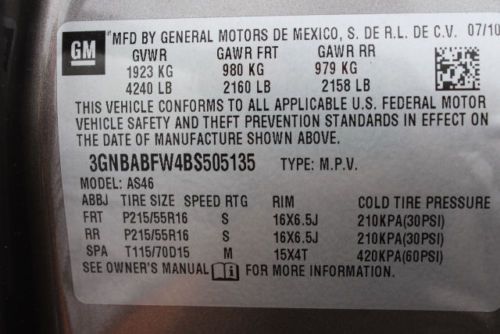 GM
"MFD BY GENERAL MOTORS DE MEXICO, S. DE R.L. DE C.V. 07/10
GVWR GAWR FRT GAWR RR
1923 KG 980 KG 979 KG
4240 LB 2160 LB 2158 LB
THIS VEHICLE CONFORMS TO ALL APPLICABLE U.S. FEDERAL MOTOR
VEHICLE SAFETY AND THEFT PREVENTION STANDARDS IN EFFECT ON
THE DATE OF MANUFACTURE SHOWN ABOVE.
3GNBABFW4BS505135 TYPE: M.P.V.
MODEL: AS46
ABBJ TIRE SIZE SPEED RTG RIM COLD TIRE PRESSURE
FRT P215/55R16 S 16X6.5J 210KPA(30PSI)
RR P215/55R16 S 16X6.5J 210KPA(30PSI)
SPA T115/70D15 M 15X4T 420KPA(60PSI)
SEE OWNER'S MANUAL FOR MORE INFORMATION.